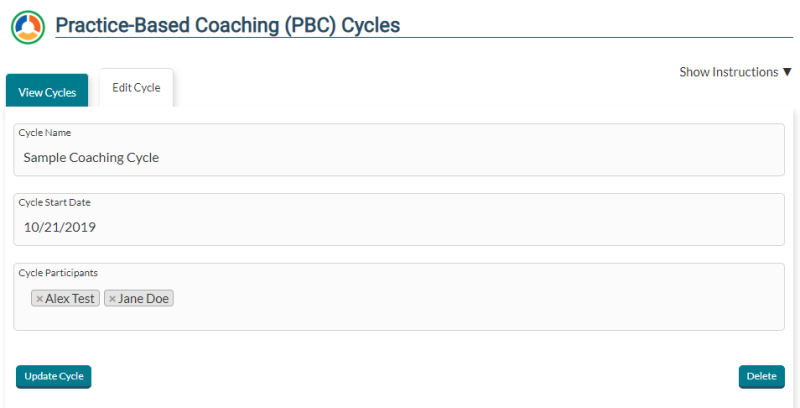 Practice-Based Coaching (PBC) Cycles
Show Instructions ▼
View Cycles
Edit Cycle
Cycle Name
Sample Coaching Cycle
Cycle Start Date
10/21/2019
Cycle Participants
×Alex Test ×Jane Doe
Update Cycle
Delete